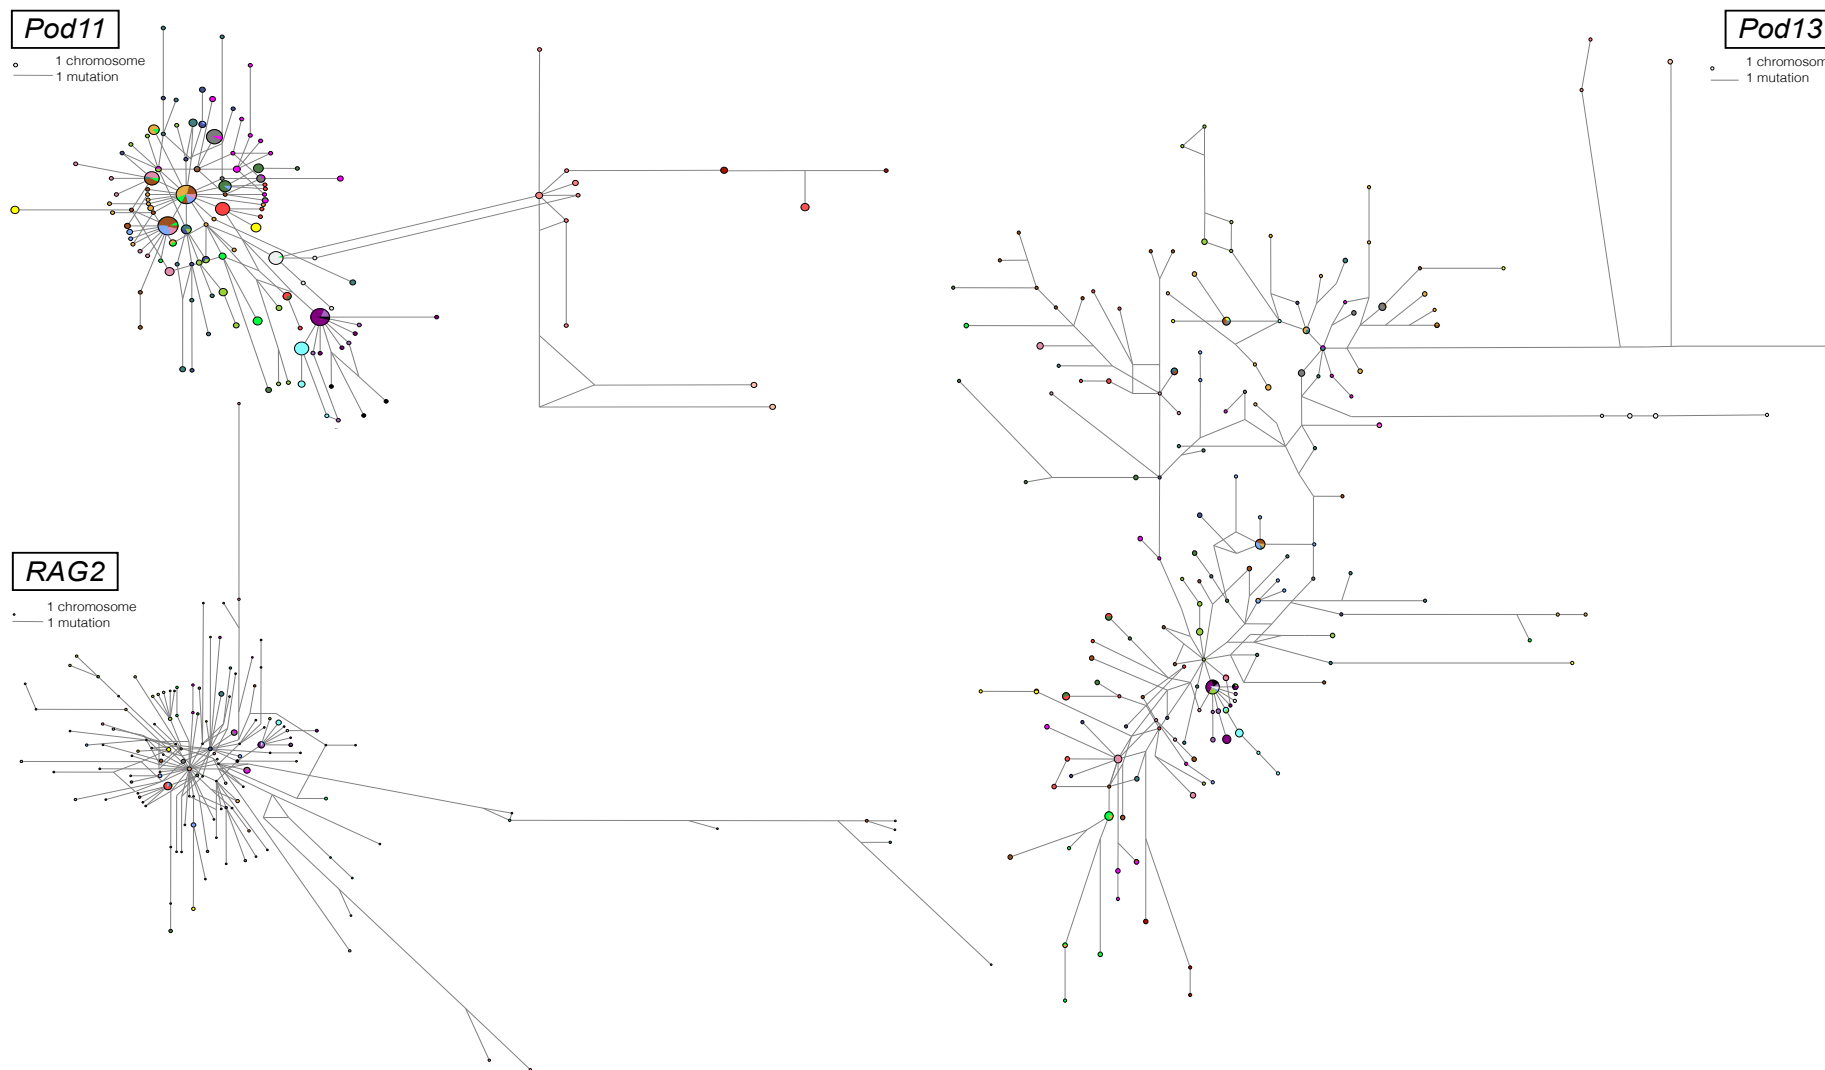 Pod11
1 chromosome
1 mutation
Pod13
1 chromosom
1 mutation
RAG2
1 chromosome
1 mutation